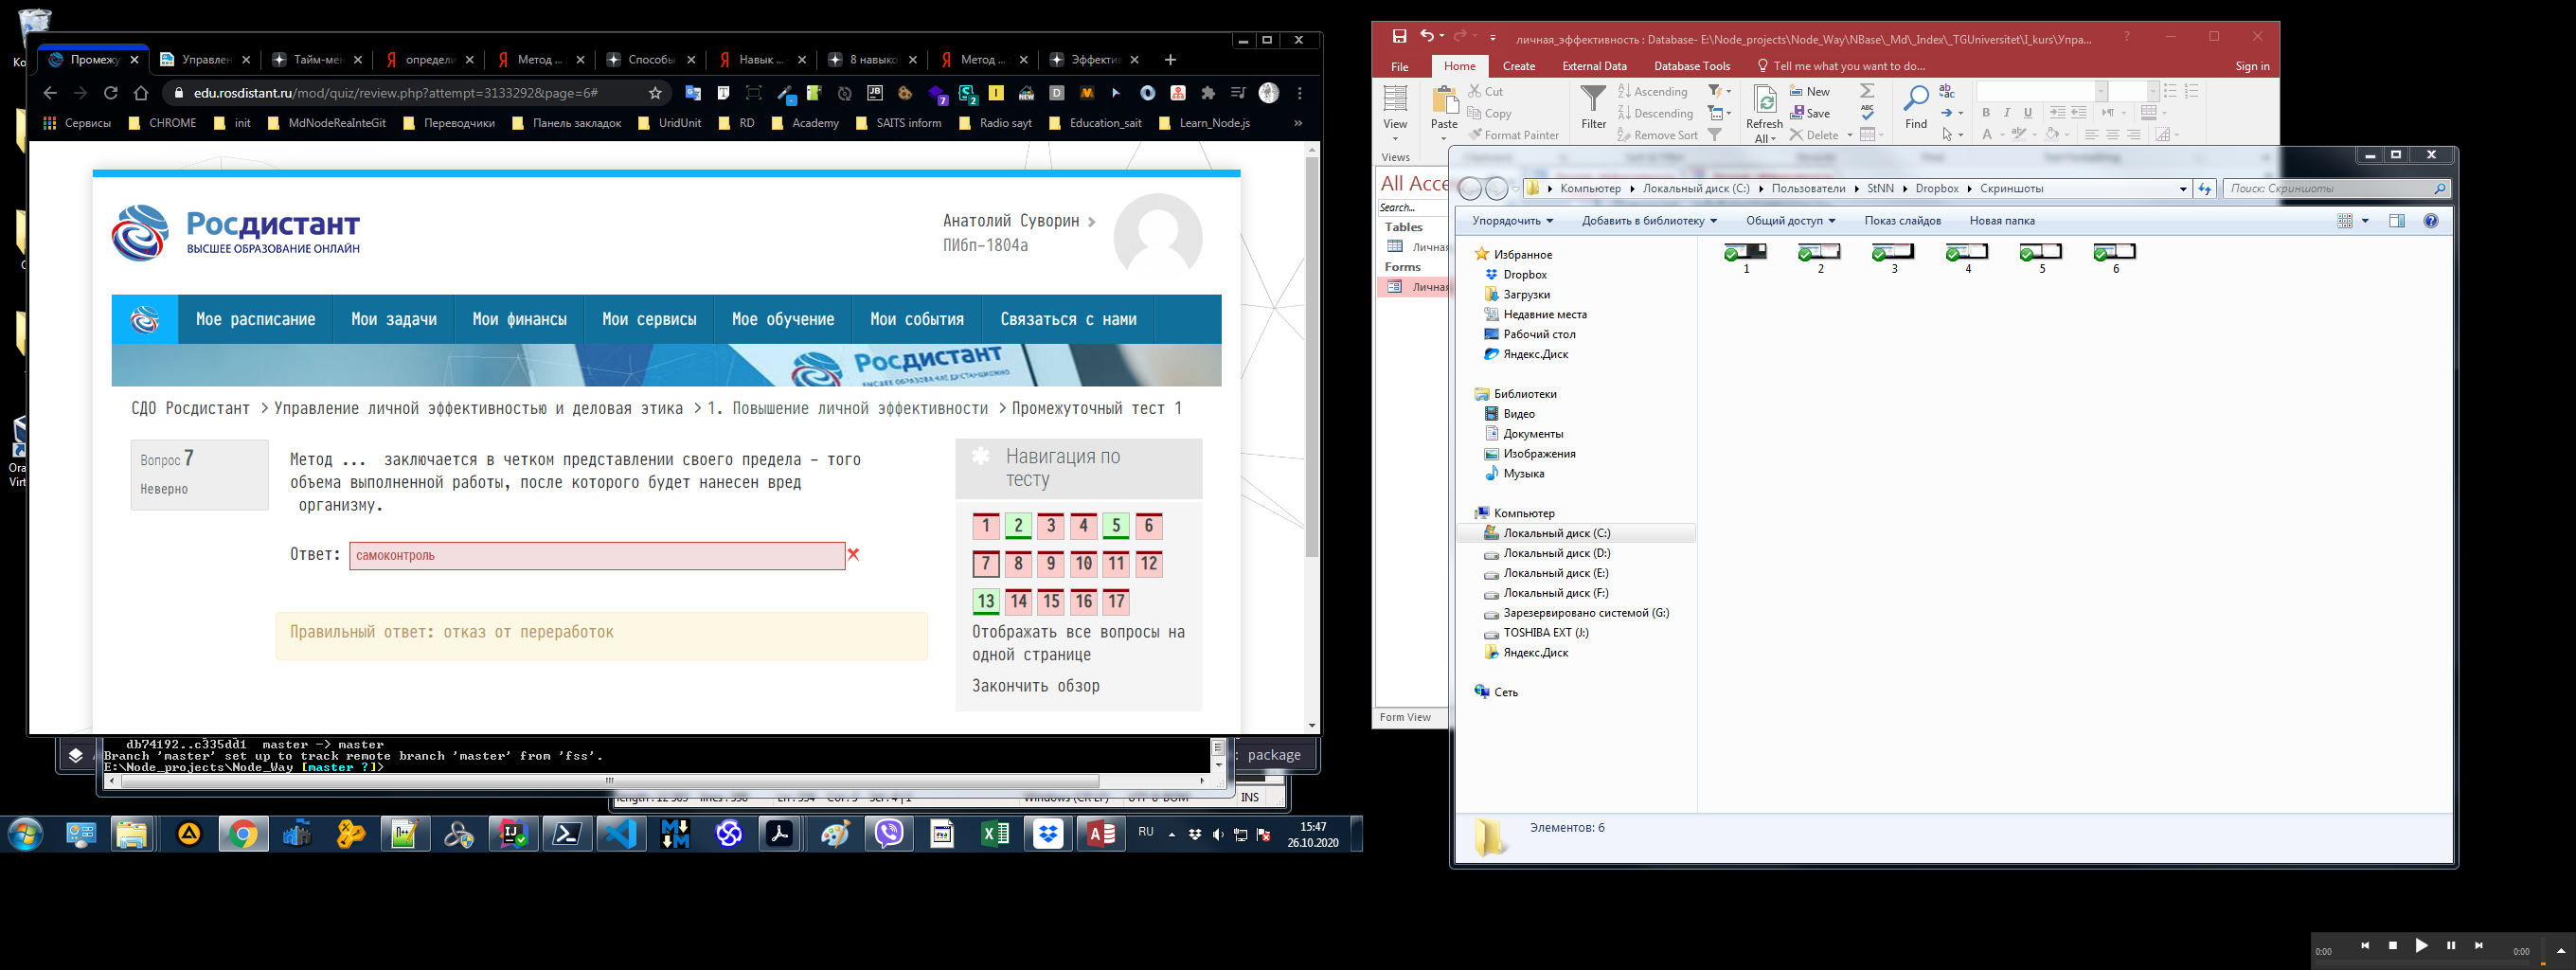 Промежу
Управлен
Тайм-мен
определи
Метод ...
Способы
Навык ...
8 навыко
Метод ...
Эффектив
edu.rosdistant.ru/mod/quiz/review.php?attempt=3133292&page=6#
Сервисы
CHROME
init
MdNodeReaInteGit
Переводчики
Панель закладок
UridUnit
RD
Academy
SAITS inform
Radio sayt
Education_sait
Learn_Node.js
»
Росдистант
ВЫСШЕЕ ОБРАЗОВАНИЕ ОНЛАЙН
Анатолий Суворин
ПИбп-1804а
Мое расписание
Мои задачи
Мои финансы
Мои сервисы
Мое обучение
Мои события
Связаться с нами
Росдистант
СДО Росдистант > Управление личной эффективностью и деловая этика > 1. Повышение личной эффективности > Промежуточный тест 1
Вопрос 7
Неверно
Метод ... заключается в четком представлении своего предела – того
объема выполненной работы, после которого будет нанесен вред
организму.
Ответ: самоконтроль
Правильный ответ: отказ от переработок
Навигация по
тесту
1 2 3 4 5 6
7 8 9 10 11 12
13 14 15 16 17
Отображать все вопросы на
одной странице
Закончить обзор
db74192..c335dd1 master -> master
Branch 'master' set up to track remote branch 'master' from 'fss'.
E:\Node_projects\Node_Way [master ?]>
: package
INS
RU
15:47
26.10.2020
личная_эффективность : Database- E:\Node_projects\Node_Way\NBase\_Md\_Index\_TGUniversitet\I_kurs\Упра...
File
Home
Create
External Data
Database Tools
Tell me what you want to do...
Sign in
View
Views
Paste
Cut
Copy
Format Painter
Filter
Ascending
Descending
Remove Sort
Refresh
All
New
Save
Delete
Find
All Acce
Search...
Tables
Личная
Forms
Личная
Form View
Компьютер
Локальный диск (C:)
Пользователи
StNN
Dropbox
Скриншоты
Поиск: Скриншоты
Упорядочить
Добавить в библиотеку
Общий доступ
Показ слайдов
Новая папка
Избранное
Dropbox
Загрузки
Недавние места
Рабочий стол
Яндекс.Диск
Библиотеки
Видео
Документы
Изображения
Музыка
Компьютер
Локальный диск (C:)
Локальный диск (D:)
Локальный диск (E:)
Локальный диск (F:)
Зарезервировано системой (G:)
TOSHIBA EXT (J:)
Яндекс.Диск
Сеть
1
2
3
4
5
6
Элементов: 6
0:00
0:00